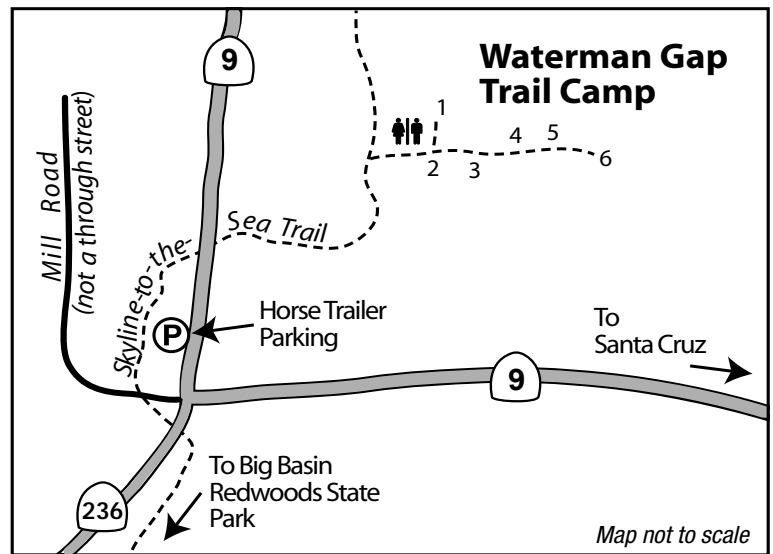 9
Waterman Gap
Trail Camp
1
2
3
4
5
6
Mill Road
(not a through street)
Skyline-to-the-
Sea Trail
P
Horse Trailer
Parking
To
Santa Cruz
9
To Big Basin
Redwoods State
Park
236
Map not to scale